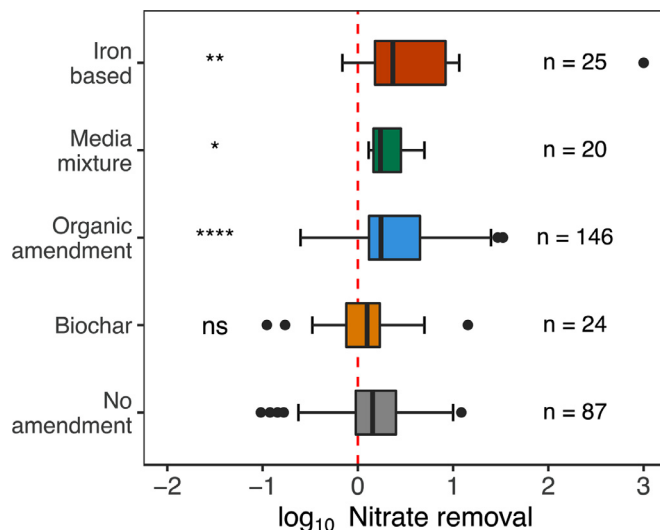 Iron
based
**
n = 25
Media
mixture
*
n = 20
Organic
amendment
****
n = 146
Biochar
ns
n = 24
No
amendment
n = 87
−2 −1 0 1 2 3
log₁₀ Nitrate removal